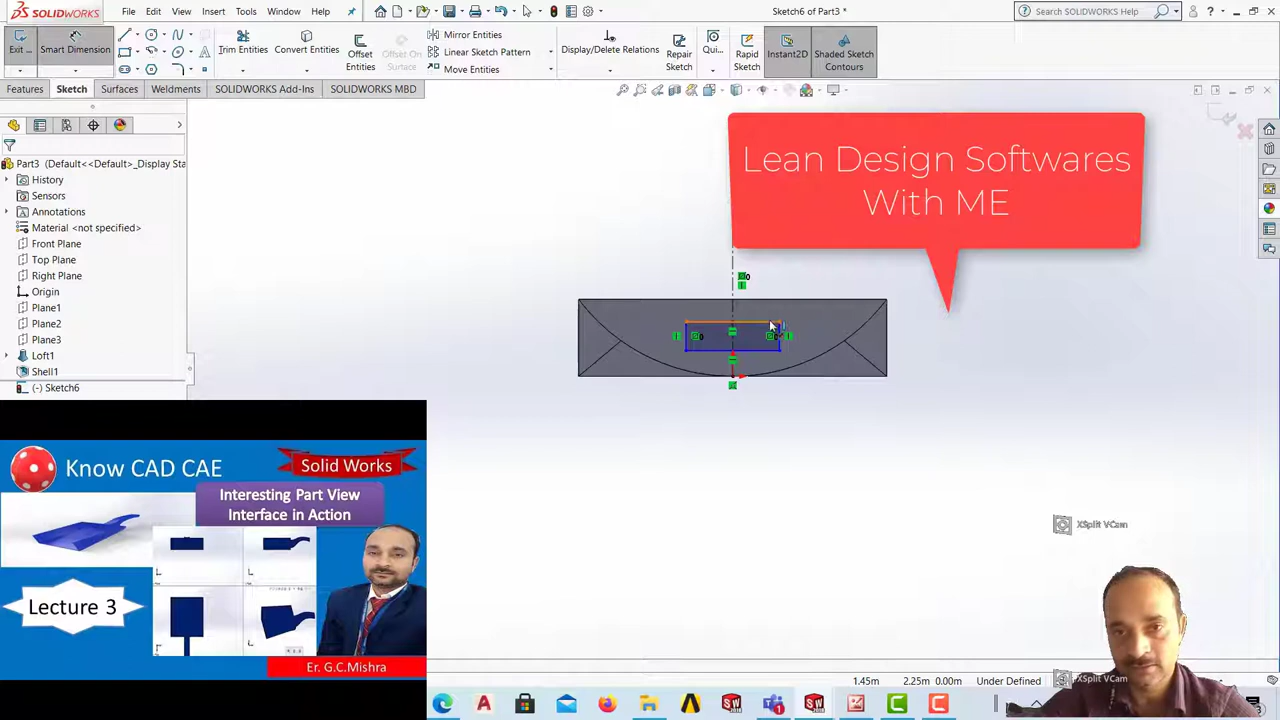 SOLIDWORKS
File Edit View Insert Tools Window Help
Sketch6 of Part3 *
Search SOLIDWORKS Help
Exit ...
Smart Dimension
Trim Entities
Convert Entities
Offset Entities
Offset On Surface
Mirror Entities
Linear Sketch Pattern
Move Entities
Display/Delete Relations
Repair Sketch
Qui...
Rapid Sketch
Instant2D
Shaded Sketch Contours
Features Sketch Surfaces Weldments SOLIDWORKS Add-Ins SOLIDWORKS MBD
Part3 (Default<<Default>_Display Sta
History
Sensors
Annotations
Material <not specified>
Front Plane
Top Plane
Right Plane
Origin
Plane1
Plane2
Plane3
Loft1
Shell1
(-) Sketch6
Lean Design Softwares
With ME
Know CAD CAE
Solid Works
Interesting Part View
Interface in Action
Lecture 3
Er. G.C.Mishra
XSplit VCam
XSplit VCam
1.45m 2.25m 0.00m Under Defined